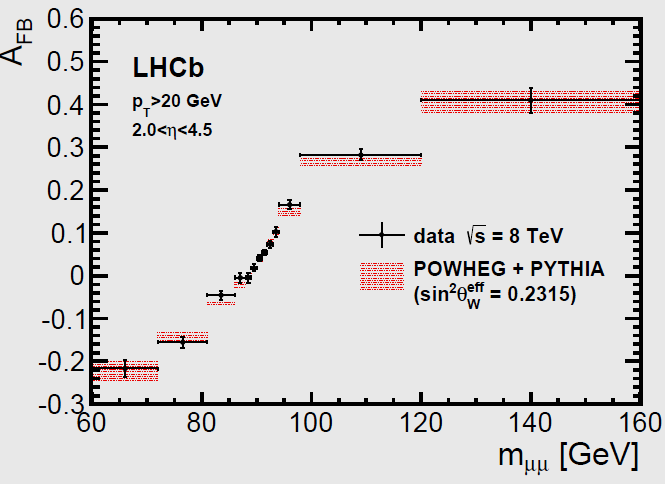 A_FB
0.6
0.5
0.4
0.3
0.2
0.1
0
-0.1
-0.2
-0.3
LHCb
p_T>20 GeV
2.0<η<4.5
data √s = 8 TeV
POWHEG + PYTHIA
(sin²θ_W^eff = 0.2315)
60 80 100 120 140 160
m_μμ [GeV]